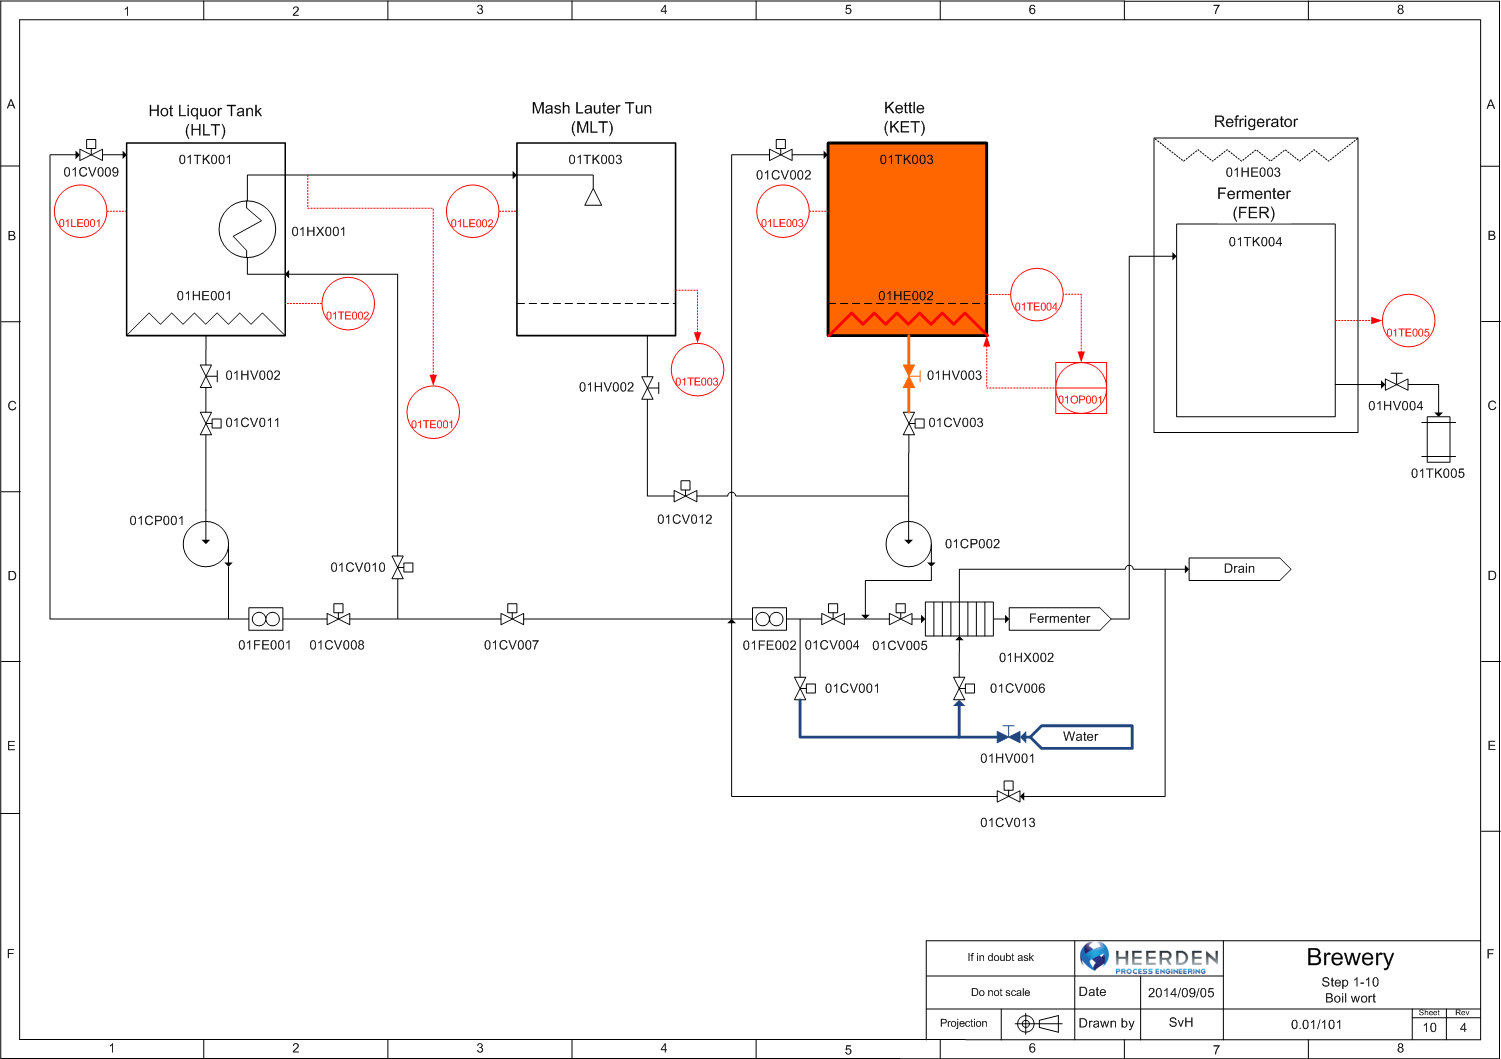 1 2 3 4 5 6 7 8
A A
Hot Liquor Tank
(HLT)
Mash Lauter Tun
(MLT)
Kettle
(KET)
Refrigerator
01CV009
01TK001
01TK003
01CV002
01TK003
01HE003
Fermenter
(FER)
01TK004
B B
01LE001
01HX001
01LE002
01LE003
01HE001
01TE002
01HE002
01TE004
01TE005
C C
01HV002
01HV002
01TE003
01HV003
01OP001
01HV004
01CV011
01TE001
01CV003
01TK005
01CP001
01CV012
01CP002
D D
01CV010
Drain
Fermenter
01FE001
01CV008
01CV007
01FE002
01CV004
01CV005
01HX002
01CV001
01CV006
E E
Water
01HV001
01CV013
F F
If in doubt ask
HEERDEN
PROCESS ENGINEERING
Brewery
Step 1-10
Boil wort
Do not scale
Date
2014/09/05
Projection
Drawn by
SvH
0.01/101
Sheet
Rev
10
4
1 2 3 4 5 6 7 8